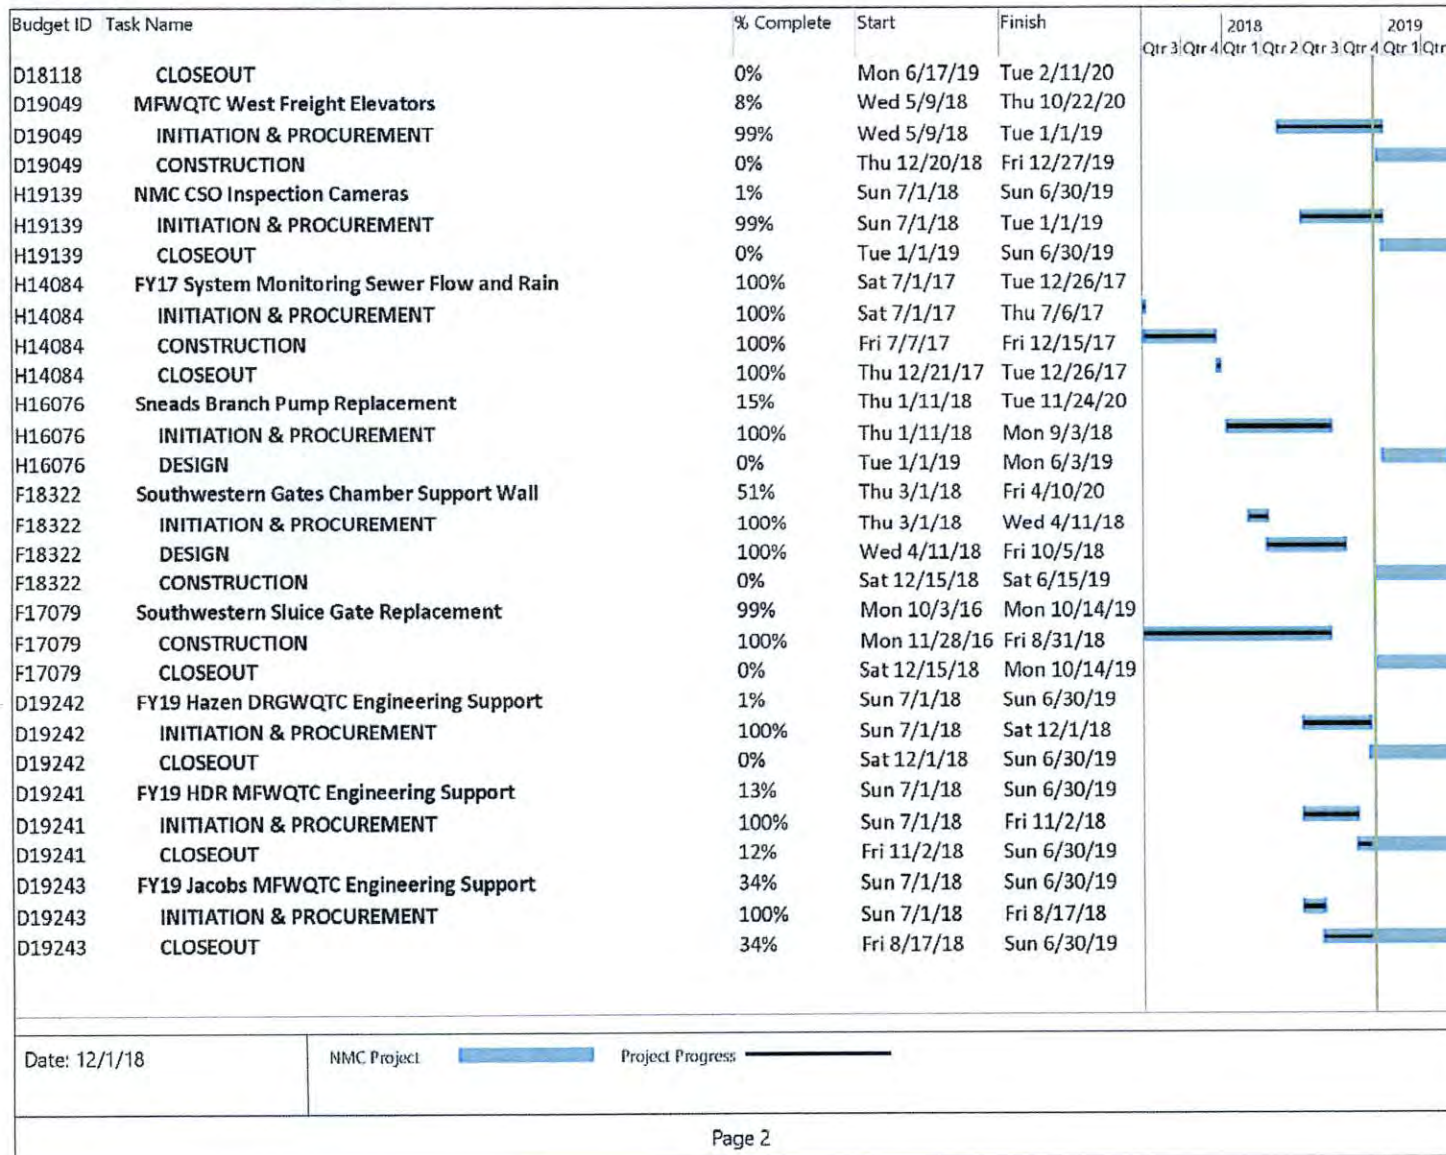 Budget ID Task Name % Complete Start Finish 2018 2019
Qtr 3 Qtr 4 Qtr 1 Qtr 2 Qtr 3 Qtr 4 Qtr 1 Qtr
D18118 CLOSEOUT 0% Mon 6/17/19 Tue 2/11/20
D19049 MFWQTC West Freight Elevators 8% Wed 5/9/18 Thu 10/22/20
D19049 INITIATION & PROCUREMENT 99% Wed 5/9/18 Tue 1/1/19
D19049 CONSTRUCTION 0% Thu 12/20/18 Fri 12/27/19
H19139 NMC CSO Inspection Cameras 1% Sun 7/1/18 Sun 6/30/19
H19139 INITIATION & PROCUREMENT 99% Sun 7/1/18 Tue 1/1/19
H19139 CLOSEOUT 0% Tue 1/1/19 Sun 6/30/19
H14084 FY17 System Monitoring Sewer Flow and Rain 100% Sat 7/1/17 Tue 12/26/17
H14084 INITIATION & PROCUREMENT 100% Sat 7/1/17 Thu 7/6/17
H14084 CONSTRUCTION 100% Fri 7/7/17 Fri 12/15/17
H14084 CLOSEOUT 100% Thu 12/21/17 Tue 12/26/17
H16076 Sneads Branch Pump Replacement 15% Thu 1/11/18 Tue 11/24/20
H16076 INITIATION & PROCUREMENT 100% Thu 1/11/18 Mon 9/3/18
H16076 DESIGN 0% Tue 1/1/19 Mon 6/3/19
F18322 Southwestern Gates Chamber Support Wall 51% Thu 3/1/18 Fri 4/10/20
F18322 INITIATION & PROCUREMENT 100% Thu 3/1/18 Wed 4/11/18
F18322 DESIGN 100% Wed 4/11/18 Fri 10/5/18
F18322 CONSTRUCTION 0% Sat 12/15/18 Sat 6/15/19
F17079 Southwestern Sluice Gate Replacement 99% Mon 10/3/16 Mon 10/14/19
F17079 CONSTRUCTION 100% Mon 11/28/16 Fri 8/31/18
F17079 CLOSEOUT 0% Sat 12/15/18 Mon 10/14/19
D19242 FY19 Hazen DRGWQTC Engineering Support 1% Sun 7/1/18 Sun 6/30/19
D19242 INITIATION & PROCUREMENT 100% Sun 7/1/18 Sat 12/1/18
D19242 CLOSEOUT 0% Sat 12/1/18 Sun 6/30/19
D19241 FY19 HDR MFWQTC Engineering Support 13% Sun 7/1/18 Sun 6/30/19
D19241 INITIATION & PROCUREMENT 100% Sun 7/1/18 Fri 11/2/18
D19241 CLOSEOUT 12% Fri 11/2/18 Sun 6/30/19
D19243 FY19 Jacobs MFWQTC Engineering Support 34% Sun 7/1/18 Sun 6/30/19
D19243 INITIATION & PROCUREMENT 100% Sun 7/1/18 Fri 8/17/18
D19243 CLOSEOUT 34% Fri 8/17/18 Sun 6/30/19
Date: 12/1/18 NMC Project Project Progress
Page 2